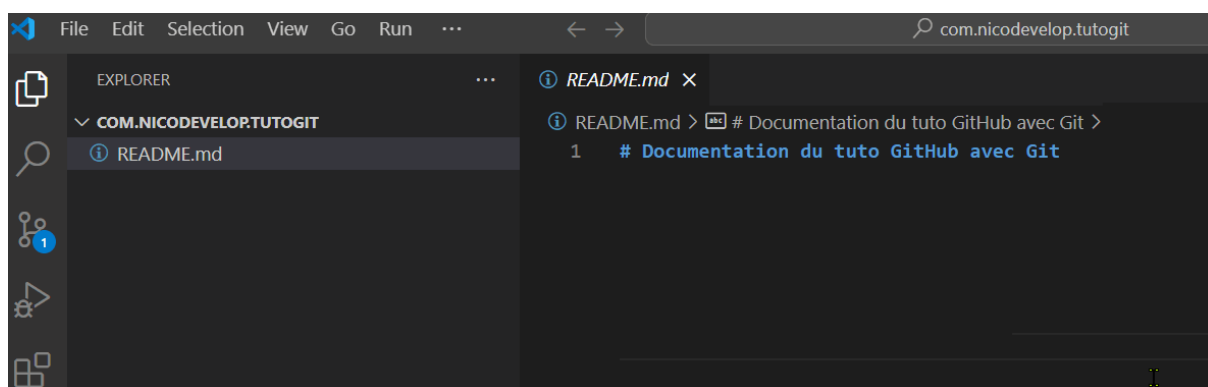 File Edit Selection View Go Run ··· com.nicodevelop.tutogit
EXPLORER ··· README.md
COM.NICODEVELOP.TUTOGIT
README.md > abc # Documentation du tuto GitHub avec Git >
README.md
1 # Documentation du tuto GitHub avec Git
1